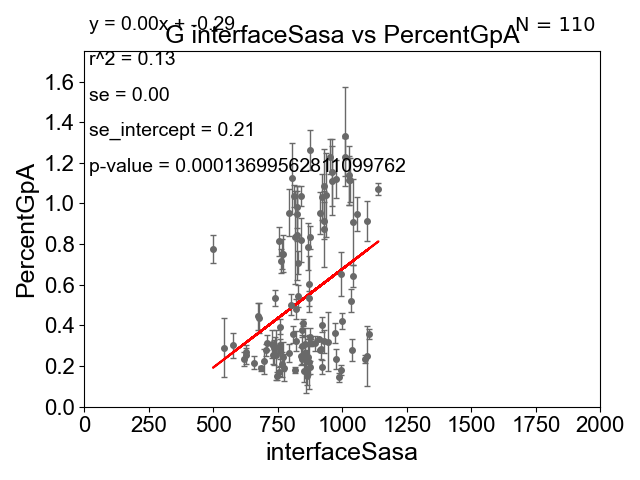 y = 0.00x + -0.29
N = 110
G interfaceSasa vs PercentGpA
r^2 = 0.13
se = 0.00
se_intercept = 0.21
p-value = 0.00013699562811099762
PercentGpA
1.6
1.4
1.2
1.0
0.8
0.6
0.4
0.2
0.0
0 250 500 750 1000 1250 1500 1750 2000
interfaceSasa